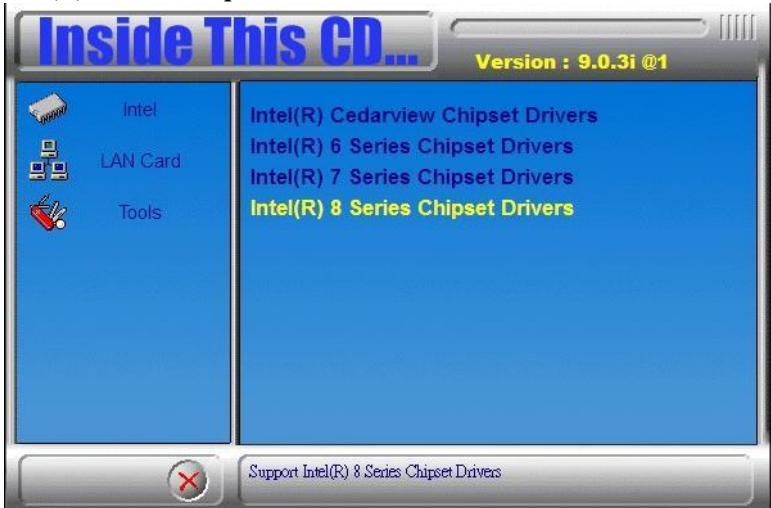 Inside This CD...
Version : 9.0.3i @1
Intel
LAN Card
Tools
Intel(R) Cedarview Chipset Drivers
Intel(R) 6 Series Chipset Drivers
Intel(R) 7 Series Chipset Drivers
Intel(R) 8 Series Chipset Drivers
Support Intel(R) 8 Series Chipset Drivers